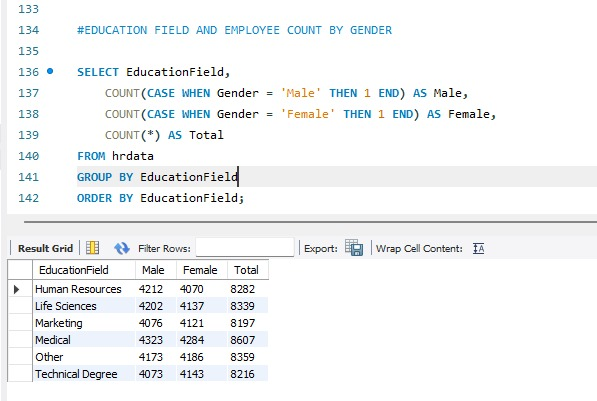 133
134 #EDUCATION FIELD AND EMPLOYEE COUNT BY GENDER
135
136 SELECT EducationField,
137 COUNT(CASE WHEN Gender = 'Male' THEN 1 END) AS Male,
138 COUNT(CASE WHEN Gender = 'Female' THEN 1 END) AS Female,
139 COUNT(*) AS Total
140 FROM hrdata
141 GROUP BY EducationField
142 ORDER BY EducationField;
Result Grid Filter Rows: Export: Wrap Cell Content: IA
EducationField Male Female Total
Human Resources 4212 4070 8282
Life Sciences 4202 4137 8339
Marketing 4076 4121 8197
Medical 4323 4284 8607
Other 4173 4186 8359
Technical Degree 4073 4143 8216